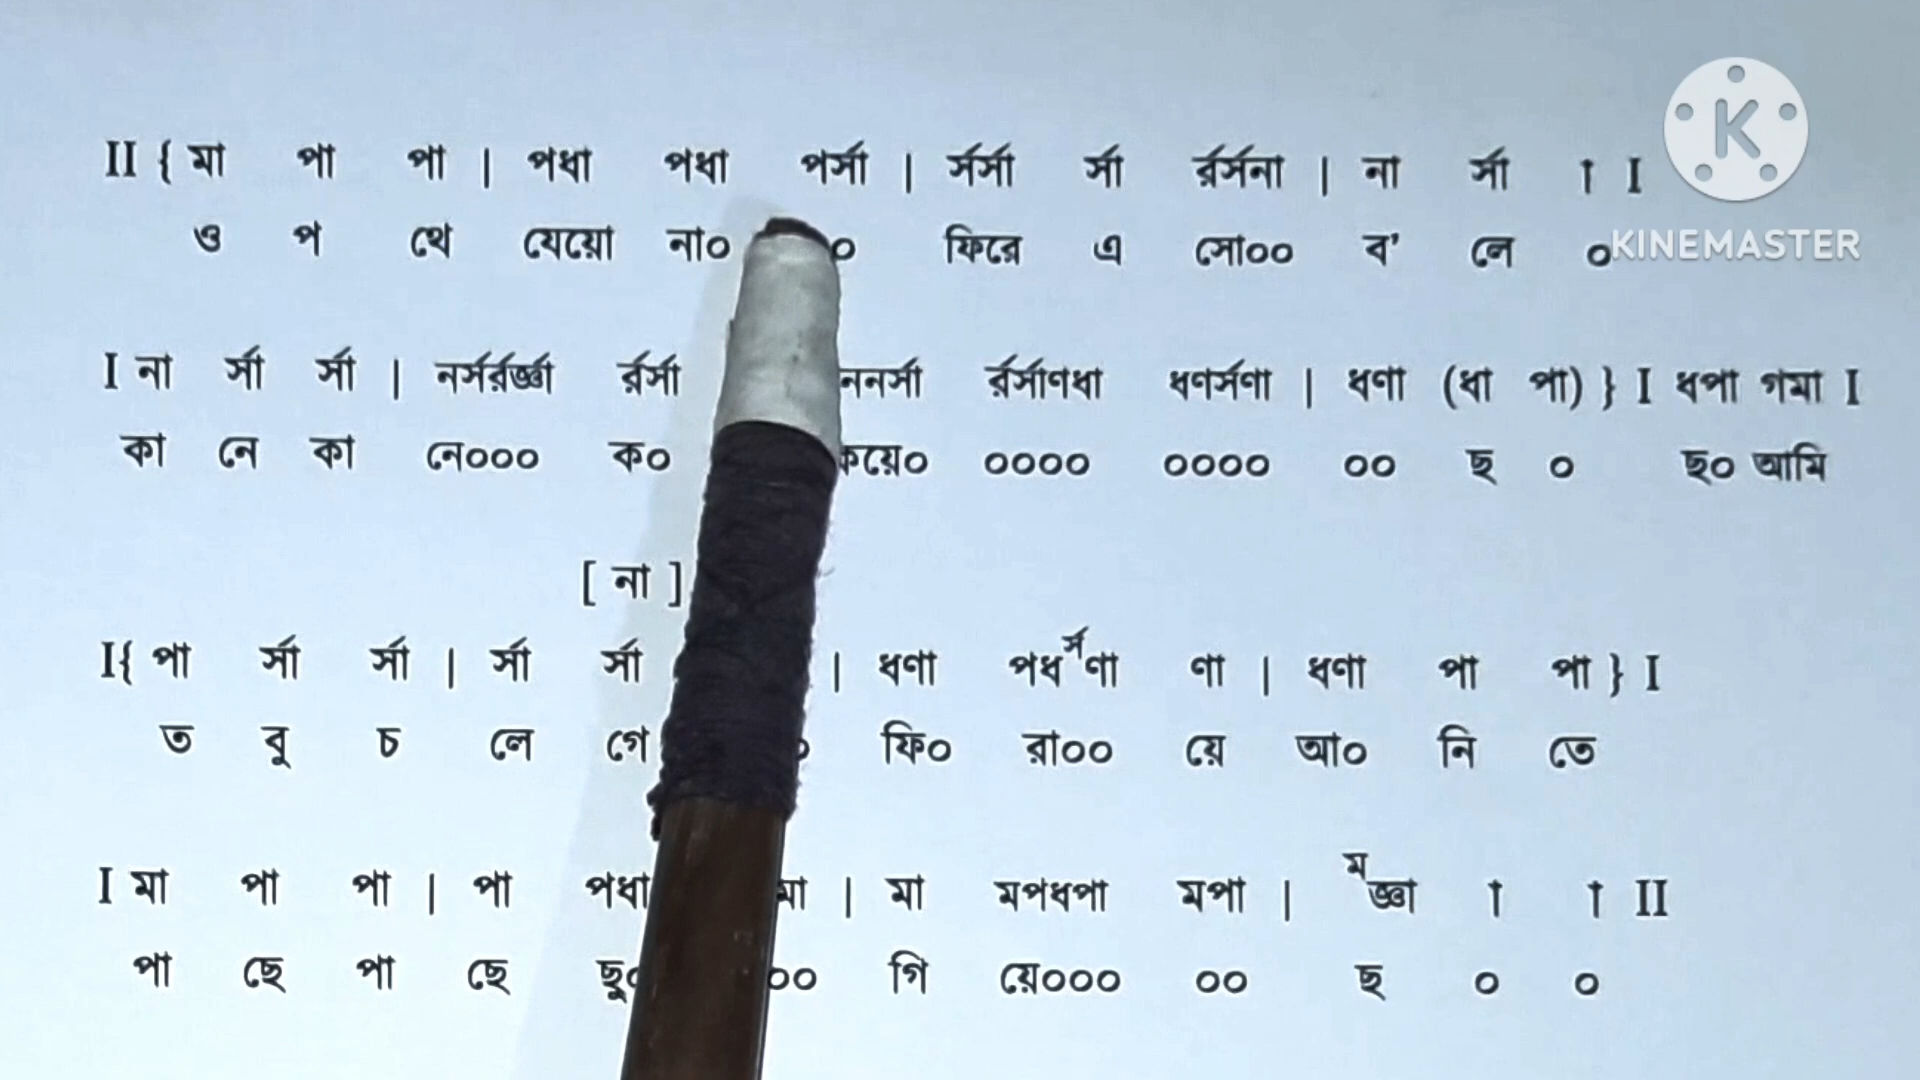 II { মা পা পা | পধা পধা পর্সা | র্সর্সা র্সা র্রর্সনা | না র্সা া I
ও প থে যেয়ো না০ ০ ফিরে এ সো০০ ব’ লে ০
I না র্সা র্সা | নর্সর্রর্জ্ঞা র্রর্সা ননর্সা র্রর্সাণধা ধণর্সণা | ধণা (ধা পা) } I ধপা গমা I
কা নে কা নে০০০ ক০ কয়ে০ ০০০০ ০০০০ ০০ ছ ০ ছ০ আমি
[ না ]
I{ পা র্সা র্সা | র্সা র্সা | ধণা পধর্সণা ণা | ধণা পা পা } I
ত বু চ লে গে ফি০ রা০০ য়ে আ০ নি তে
I মা পা পা | পা পধা মা | মা মপধপা মপা | মজ্ঞা া া II
পা ছে পা ছে ছু০ ০০ গি য়ে০০০ ০০ ছ ০ ০
K
KINEMASTER